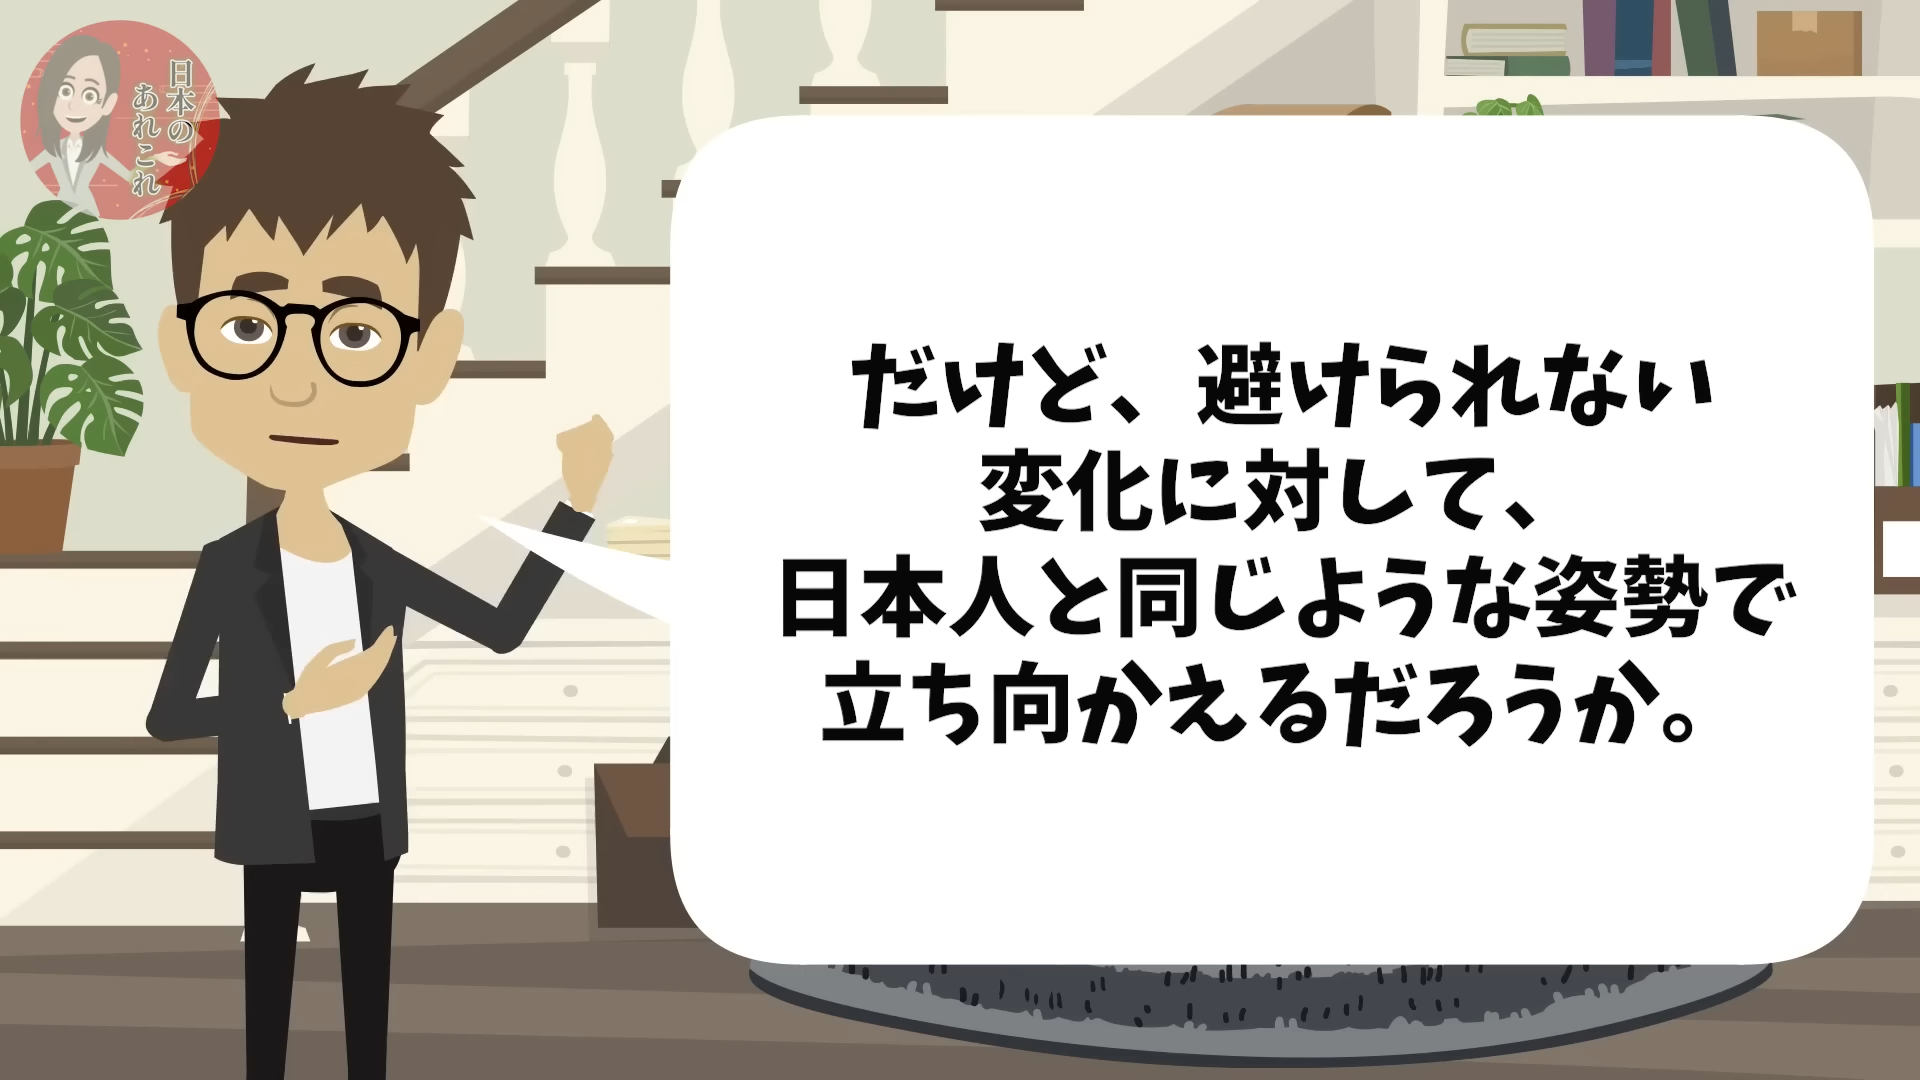 日本の
あれこれ
だけど、避けられない
変化に対して、
日本人と同じような姿勢で
立ち向かえるだろうか。